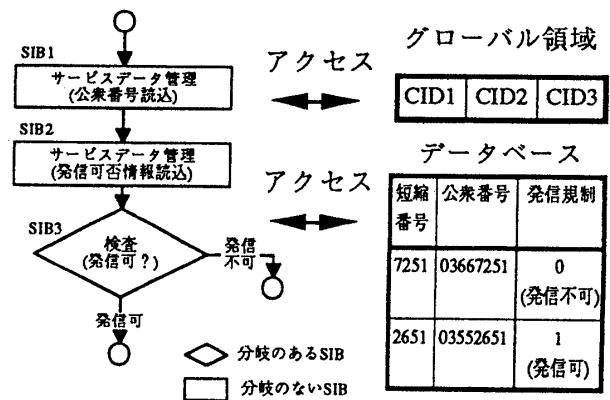 グローバル領域
アクセス
SIB1
サービスデータ管理
(公衆番号読込)
CID1 CID2 CID3
SIB2
サービスデータ管理
(発信可否情報読込)
データベース
アクセス
短縮番号 公衆番号 発信規制
7251 03667251 0
(発信不可)
2651 03552651 1
(発信可)
SIB3
検査
(発信可?)
発信
不可
発信可
分岐のあるSIB
分岐のないSIB